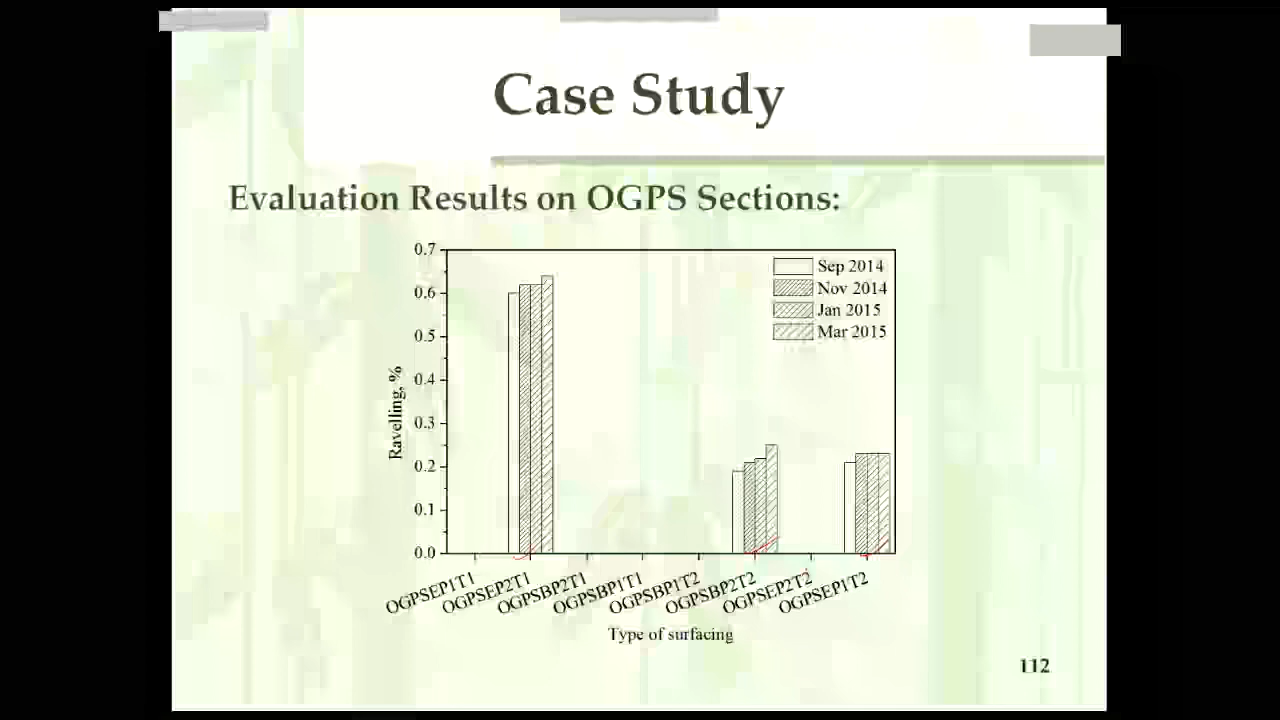 Case Study
Evaluation Results on OGPS Sections:
0.7
0.6
0.5
0.4
0.3
0.2
0.1
0.0
Ravelling, %
Sep 2014
Nov 2014
Jan 2015
Mar 2015
OGPSEP1T1
OGPSEP2T1
OGPSBP2T1
OGPSBP1T1
OGPSBP1T2
OGPSBP2T2
OGPSEP2T2
OGPSEP1T2
Type of surfacing
112